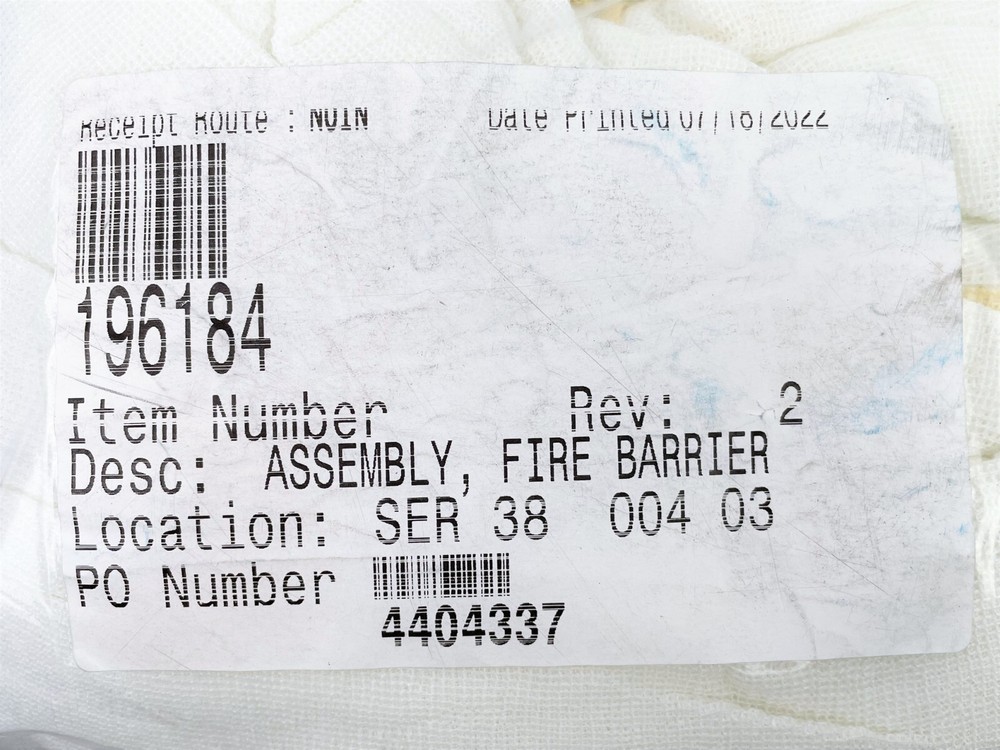 Receipt Route : NOIN Date Printed 07/18/2022
196184
Item Number Rev: 2
Desc: ASSEMBLY, FIRE BARRIER
Location: SER 38 004 03
PO Number
4404337